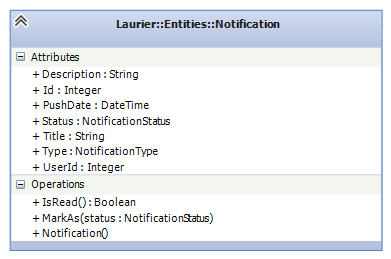 Laurier::Entities::Notification
Attributes
+ Description : String
+ Id : Integer
+ PushDate : DateTime
+ Status : NotificationStatus
+ Title : String
+ Type : NotificationType
+ UserId : Integer
Operations
+ IsRead() : Boolean
+ MarkAs(status : NotificationStatus)
+ Notification()